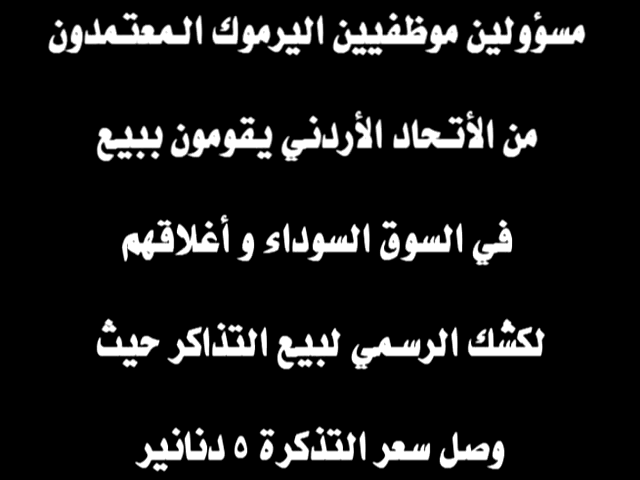 مسؤولين موظفيين اليرموك المعتمدون
من الأتحاد الأردني يقومون ببيع
في السوق السوداء و أغلاقهم
لكشك الرسمي لبيع التذاكر حيث
وصل سعر التذكرة ٥ دنانير